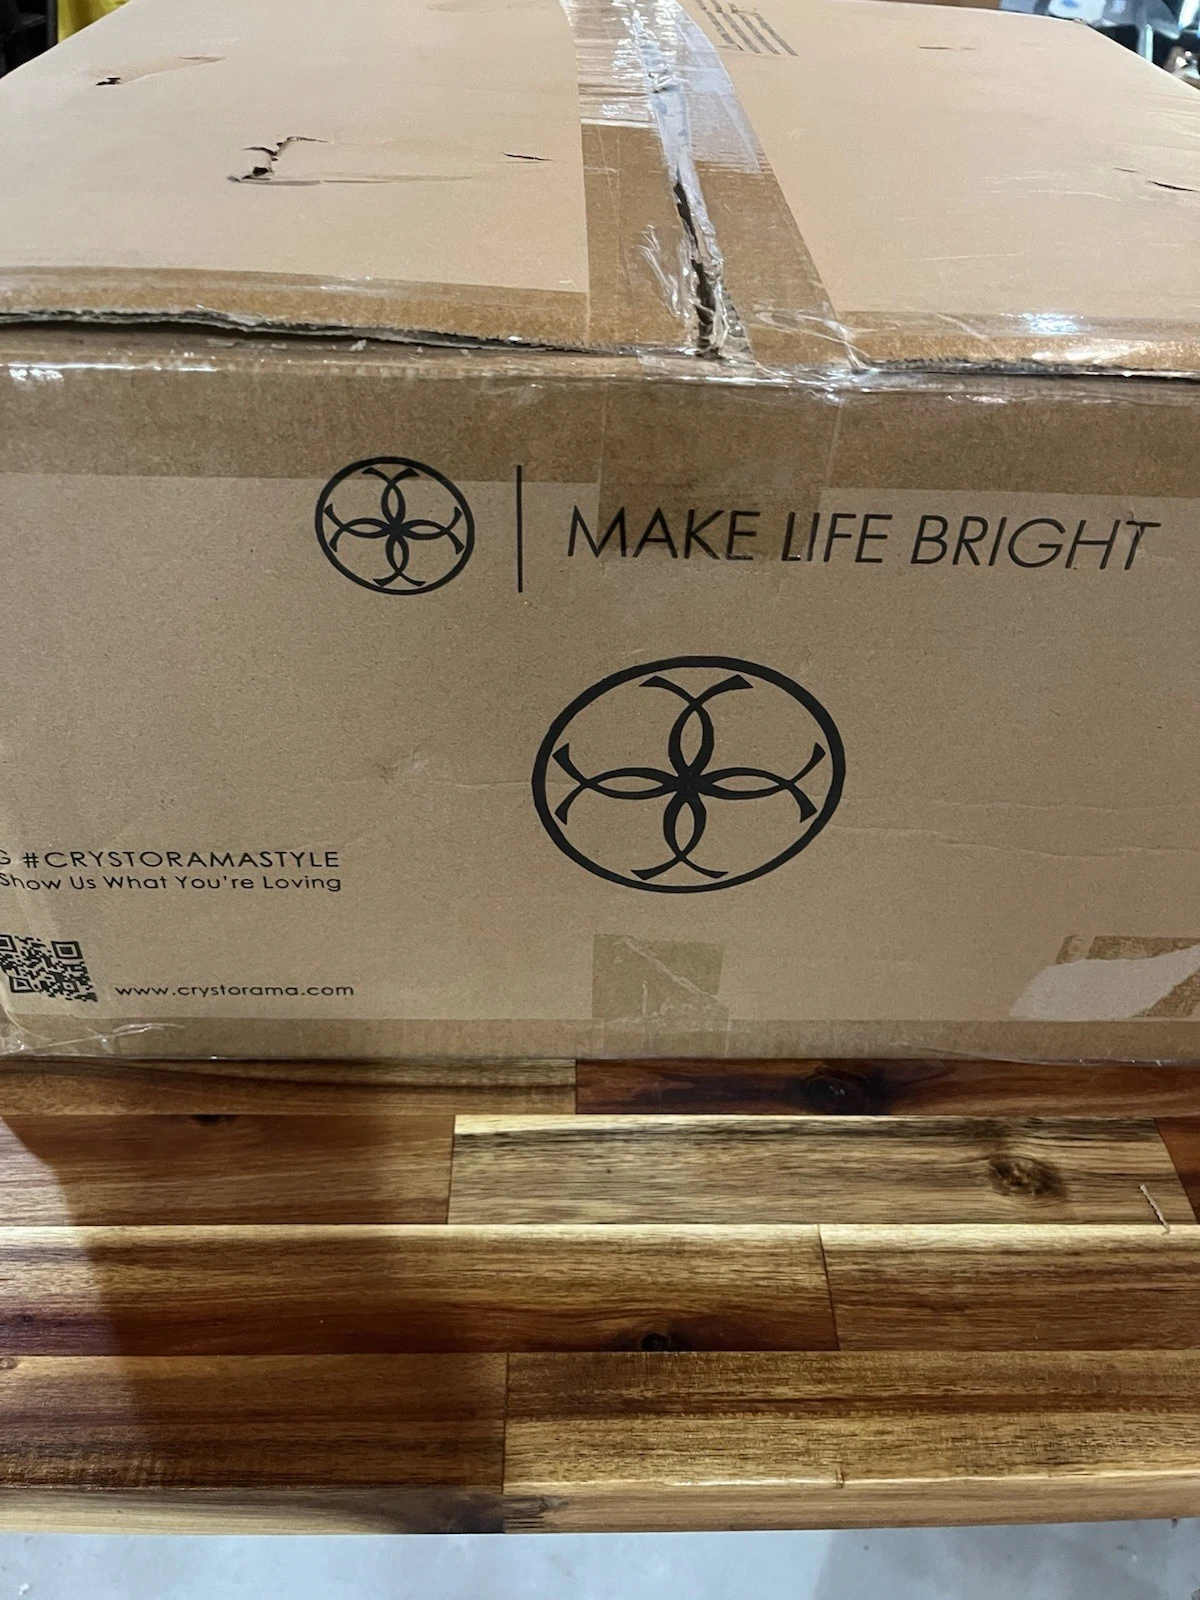 MAKE LIFE BRIGHT
#CRYSTORAMASTYLE
Show Us What You're Loving
www.crystorama.com